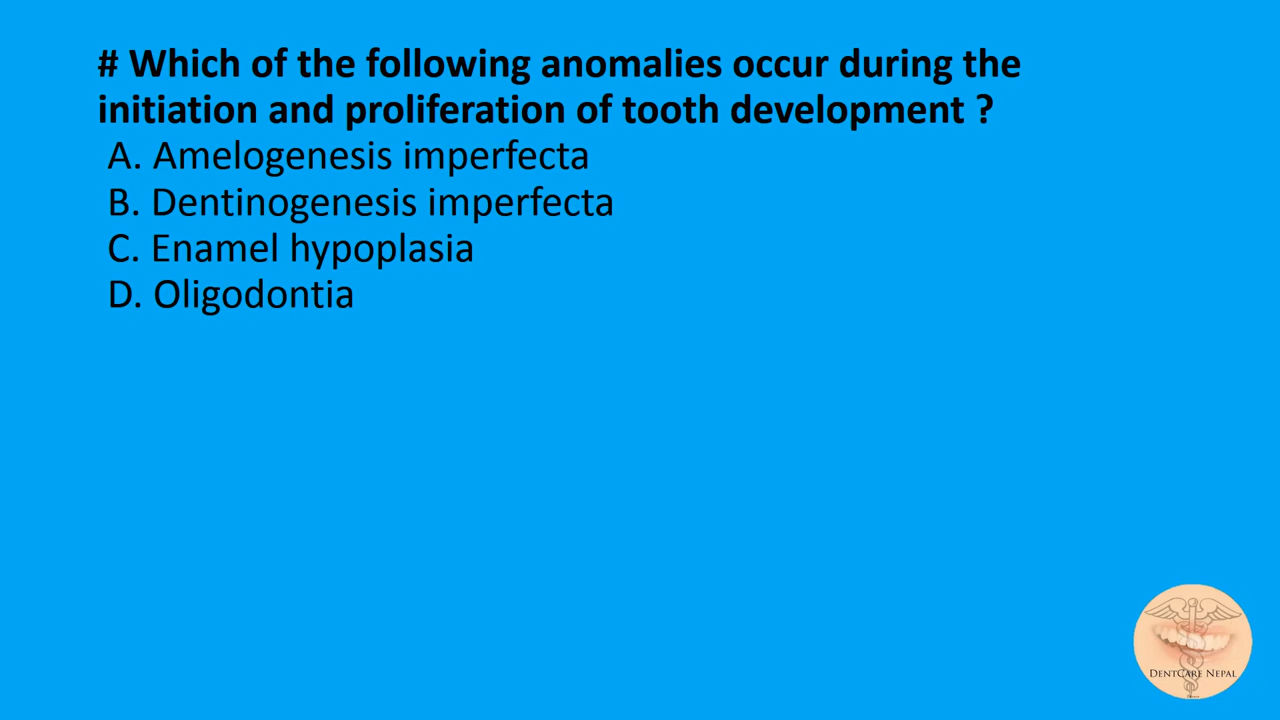 # Which of the following anomalies occur during the
initiation and proliferation of tooth development ?
A. Amelogenesis imperfecta
B. Dentinogenesis imperfecta
C. Enamel hypoplasia
D. Oligodontia
DENTCARE NEPAL